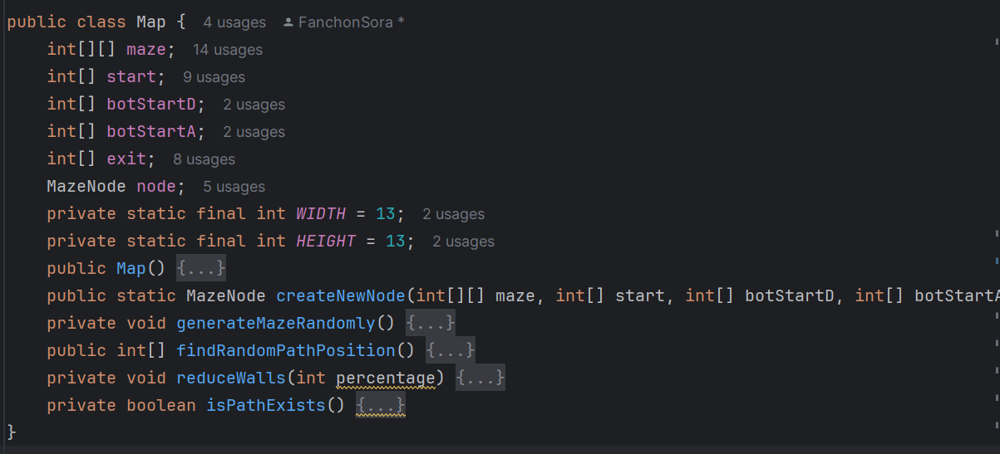 public class Map {   4 usages   FanchonSora *
    int[][] maze;   14 usages
    int[] start;   9 usages
    int[] botStartD;   2 usages
    int[] botStartA;   2 usages
    int[] exit;   8 usages
    MazeNode node;   5 usages
    private static final int WIDTH = 13;   2 usages
    private static final int HEIGHT = 13;   2 usages
    public Map() {...}
    public static MazeNode createNewNode(int[][] maze, int[] start, int[] botStartD, int[] botStartA
    private void generateMazeRandomly() {...}
    public int[] findRandomPathPosition() {...}
    private void reduceWalls(int percentage) {...}
    private boolean isPathExists() {...}
}